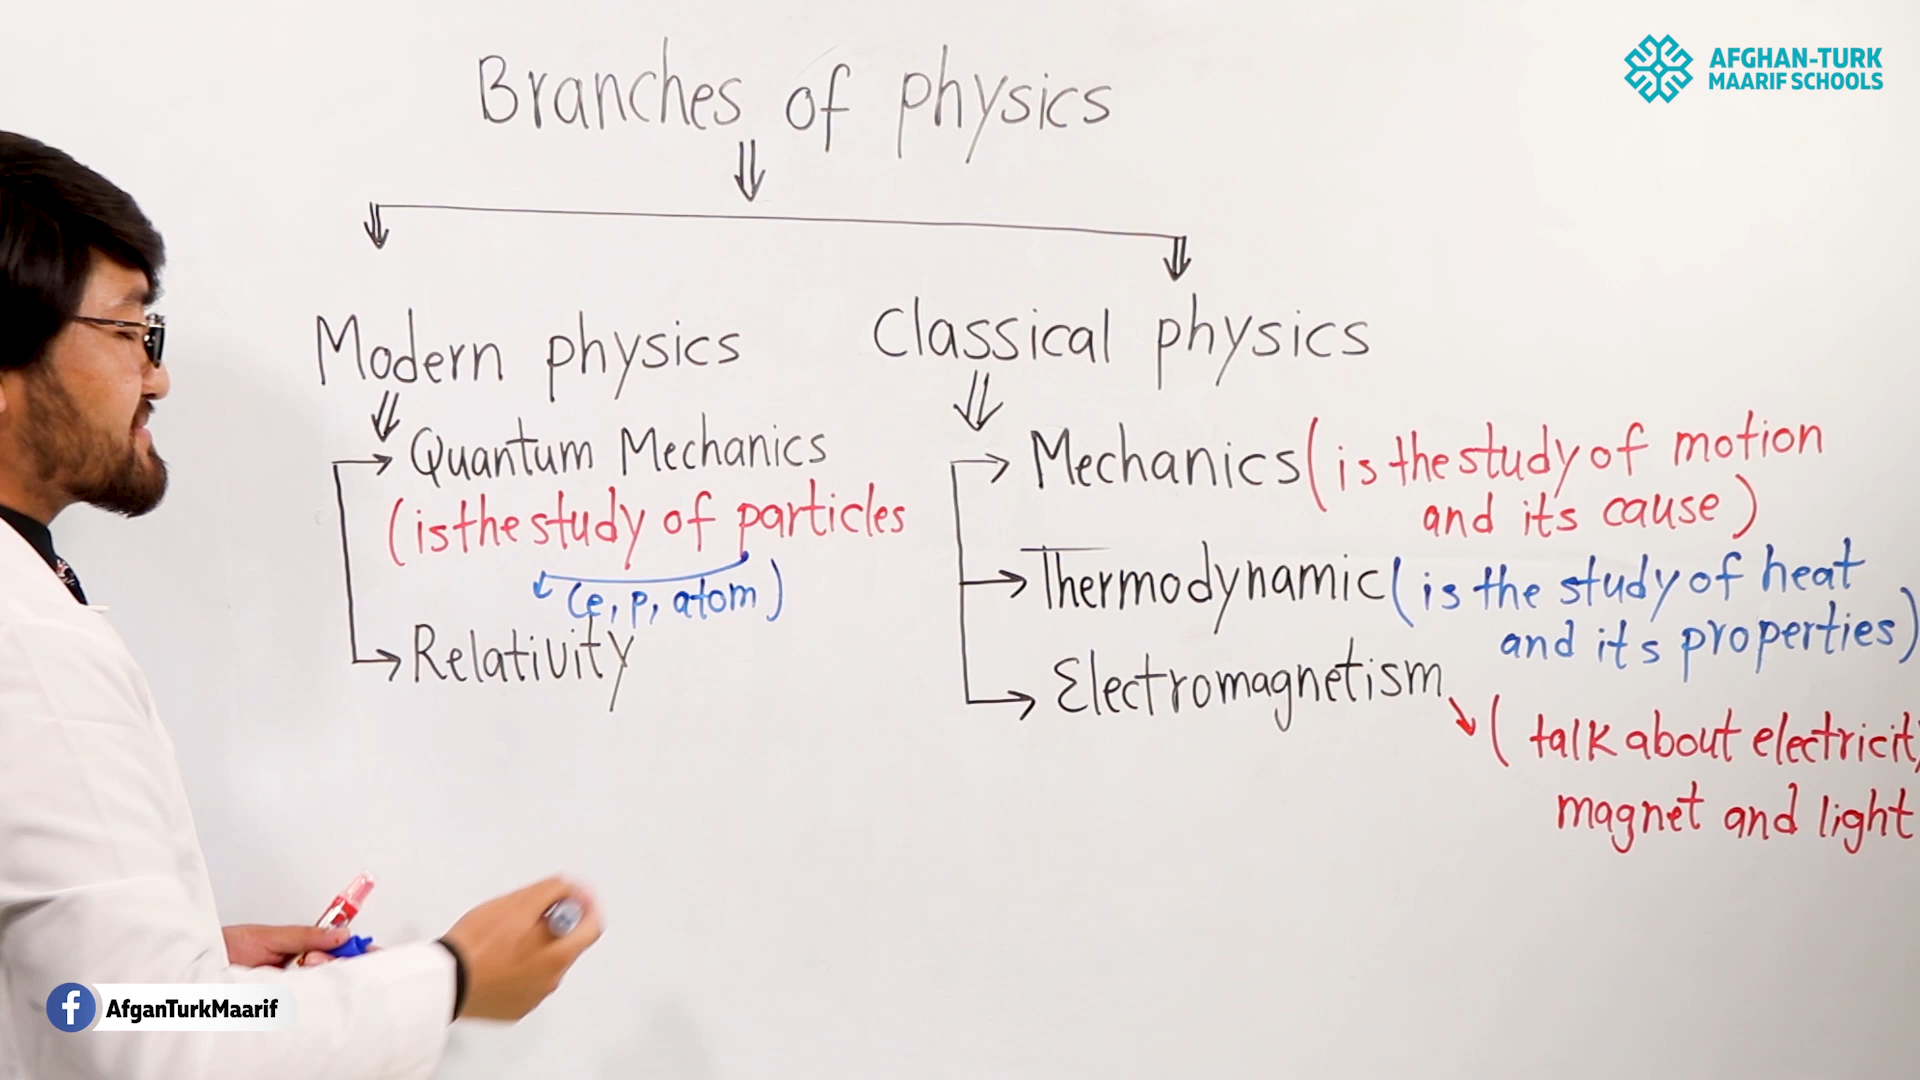 AFGHAN-TURK
MAARIF SCHOOLS
Branches of physics
Modern physics
Quantum Mechanics
(is the study of particles
(e, p, atom)
Relativity
Classical physics
Mechanics (is the study of motion
and its cause)
Thermodynamic (is the study of heat
and its properties)
Electromagnetism
( talk about electricity
magnet and light
f AfganTurkMaarif